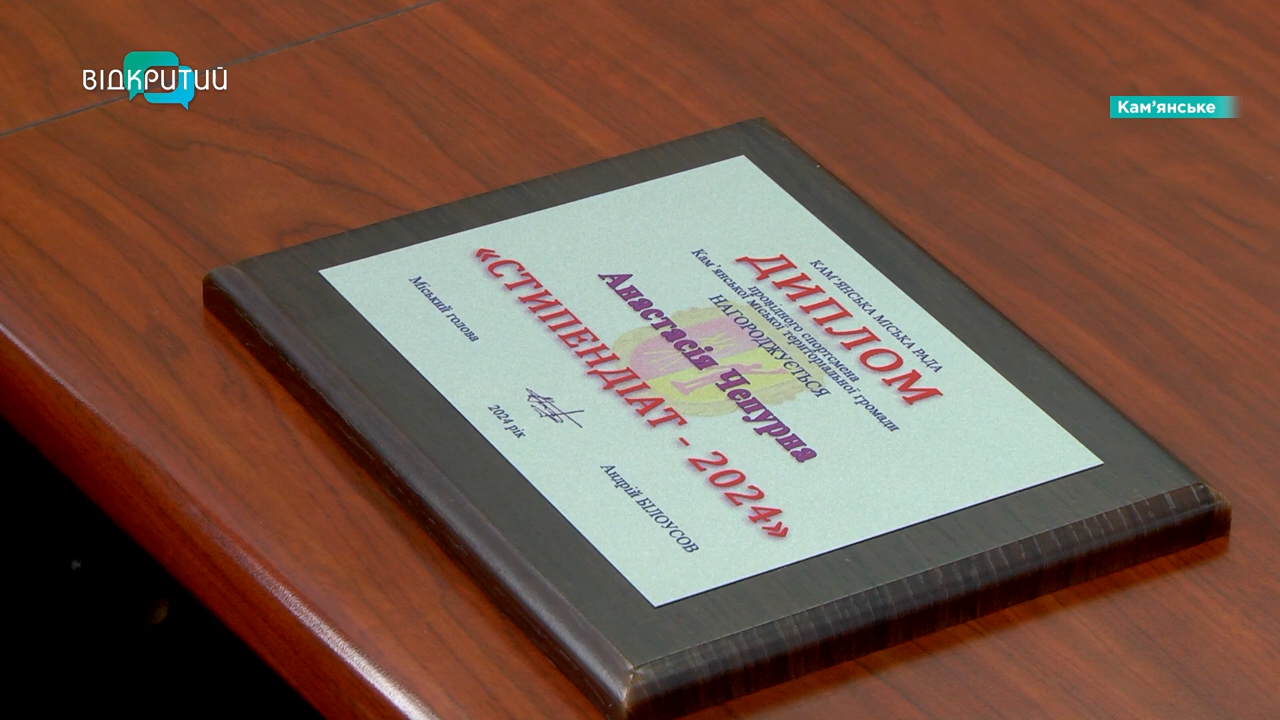 ВІДКРИТИЙ
Кам’янське
КАМ’ЯНСЬКА МІСЬКА РАДА
ДИПЛОМ
провідного спортсмена
Кам’янської міської територіальної громади
НАГОРОДЖУЄТЬСЯ
Анастасія Чепурна
«СТИПЕНДІАТ - 2024»
Міський голова
Андрій БІЛОУСОВ
2024 рік